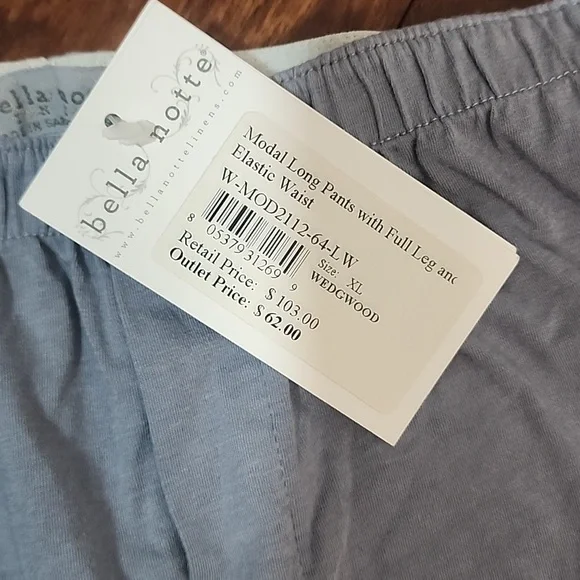 bella notte
www.bellanottelinens.com
Modal Long Pants with Full Leg and
Elastic Waist
W-MOD2112-64-LW
8 05379 31269 9
Size: XL
WEDGWOOD
Retail Price: $ 103.00
Outlet Price: $ 62.00